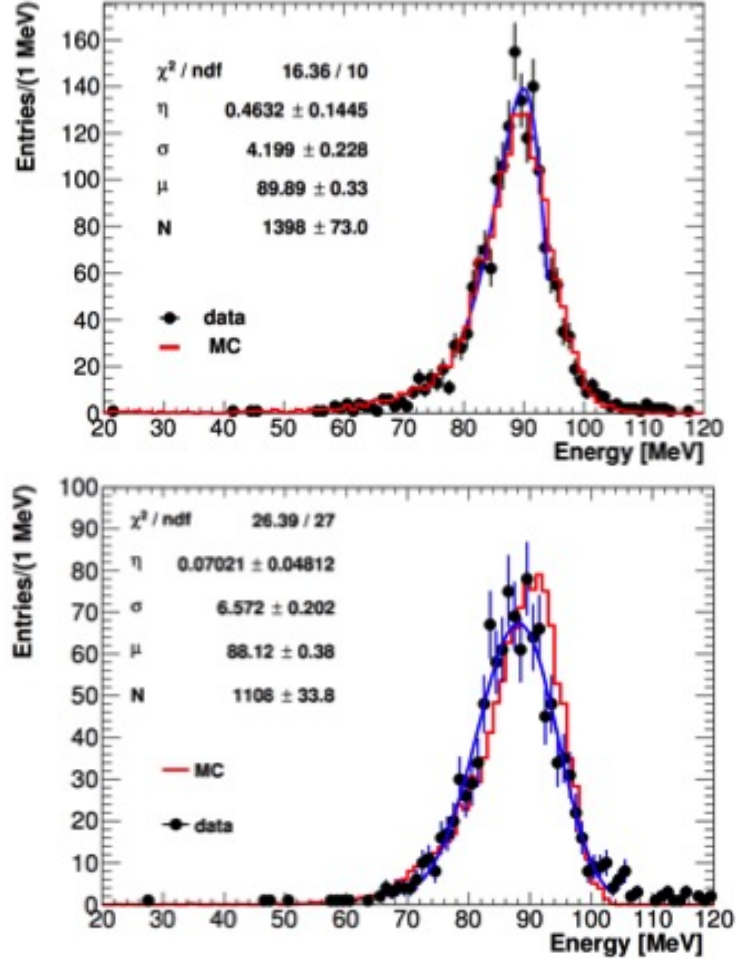 Entries/(1 MeV)
160
140
120
100
80
60
40
20
0
χ² / ndf 16.36 / 10
η 0.4632 ± 0.1445
σ 4.199 ± 0.228
μ 89.89 ± 0.33
N 1398 ± 73.0
data
MC
20 30 40 50 60 70 80 90 100 110 120
Energy [MeV]
Entries/(1 MeV)
100
90
80
70
60
50
40
30
20
10
0
χ² / ndf 26.39 / 27
η 0.07021 ± 0.04812
σ 6.572 ± 0.202
μ 88.12 ± 0.38
N 1108 ± 33.8
MC
data
20 30 40 50 60 70 80 90 100 110 120
Energy [MeV]